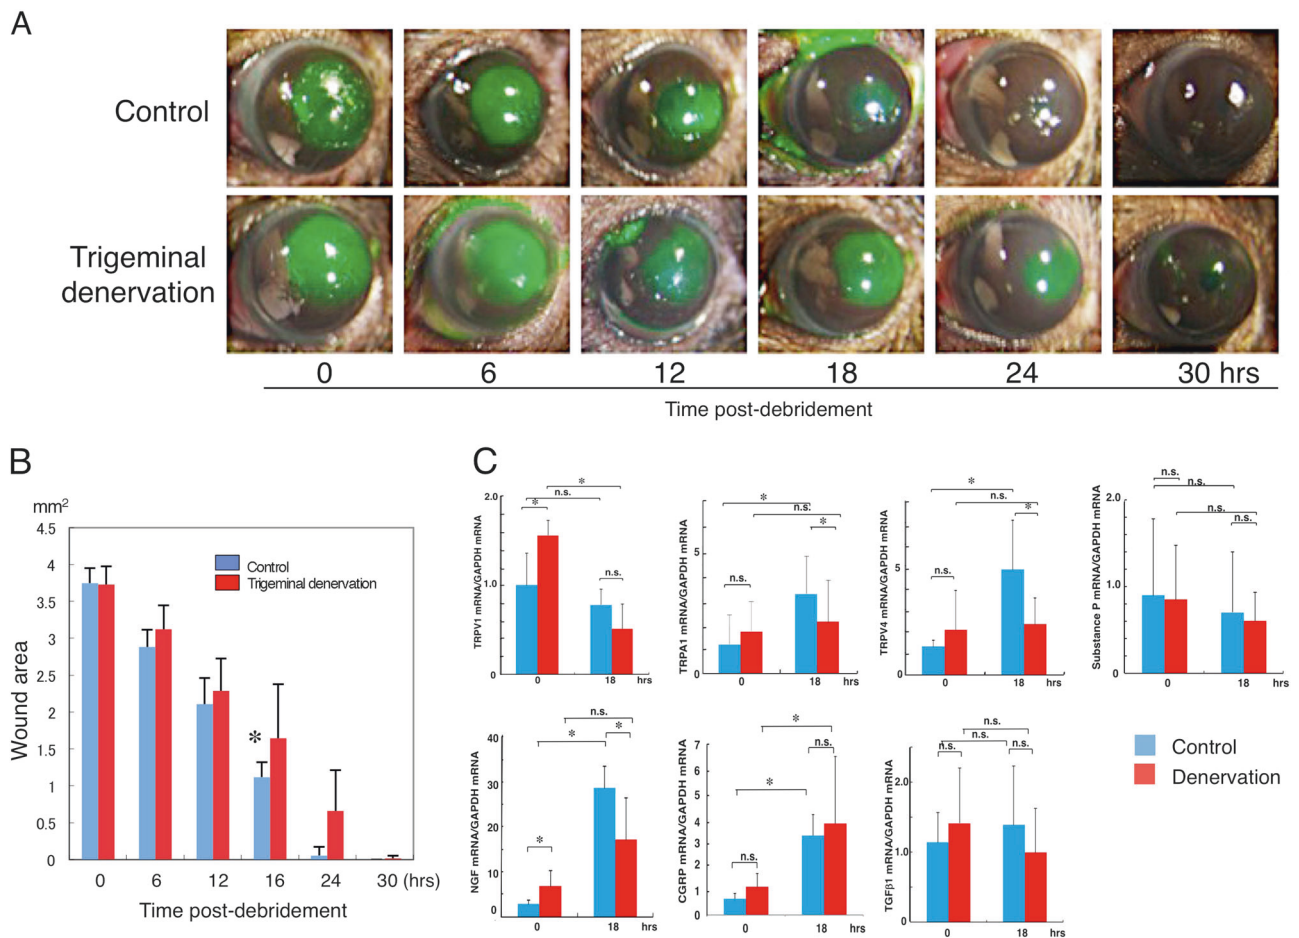 A
Control
Trigeminal
denervation
0 6 12 18 24 30 hrs
Time post-debridement
B
mm2
4.5
4
3.5
3
2.5
2
1.5
1
0.5
0
Wound area
Control
Trigeminal denervation
*
0 6 12 16 24 30 (hrs)
Time post-debridement
C
TRPV1 mRNA/GAPDH mRNA
2.0
1.0
0
*
n.s.
*
n.s.
0 18 hrs
TRPA1 mRNA/GAPDH mRNA
5
0
*
n.s.
*
n.s.
0 18 hrs
TRPV4 mRNA/GAPDH mRNA
5
0
*
n.s.
*
n.s.
0 18 hrs
Substance P mRNA/GAPDH mRNA
2.0
1.0
0
n.s.
n.s.
n.s.
n.s.
0 18 hrs
NGF mRNA/GAPDH mRNA
40
30
20
10
0
n.s.
*
*
*
0 18 hrs
CGRP mRNA/GAPDH mRNA
7
6
5
4
3
2
1
0
*
n.s.
*
n.s.
0 18 hrs
TGFβ1 mRNA/GAPDH mRNA
2.0
1.0
0
n.s.
n.s.
n.s.
n.s.
0 18 hrs
Control
Denervation